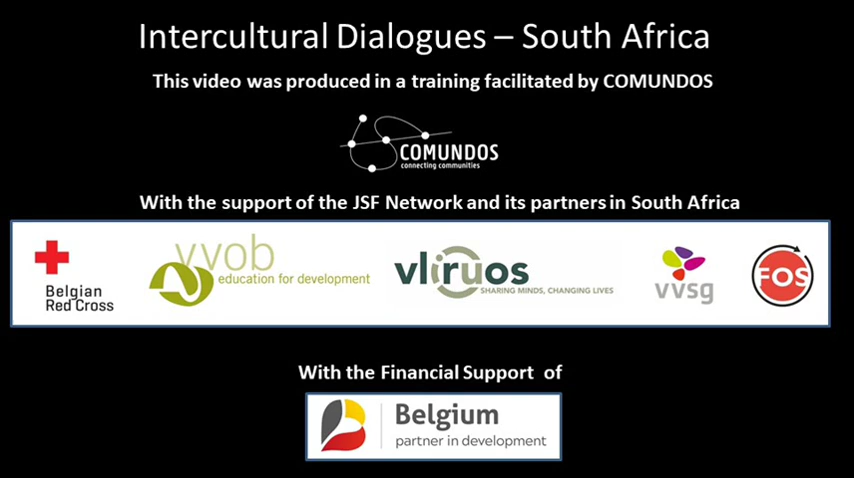 Intercultural Dialogues – South Africa
This video was produced in a training facilitated by COMUNDOS
COMUNDOS
connecting communities
With the support of the JSF Network and its partners in South Africa
Belgian
Red Cross
vvob
education for development
vliruos
SHARING MINDS, CHANGING LIVES
vvsg
FOS
With the Financial Support of
Belgium
partner in development